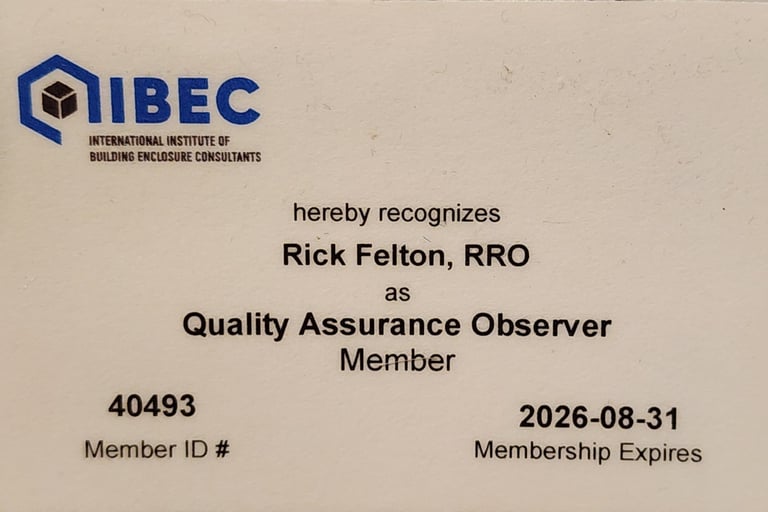 IBEC
INTERNATIONAL INSTITUTE OF
BUILDING ENCLOSURE CONSULTANTS
hereby recognizes
Rick Felton, RRO
as
Quality Assurance Observer
Member
40493
Member ID #
2026-08-31
Membership Expires